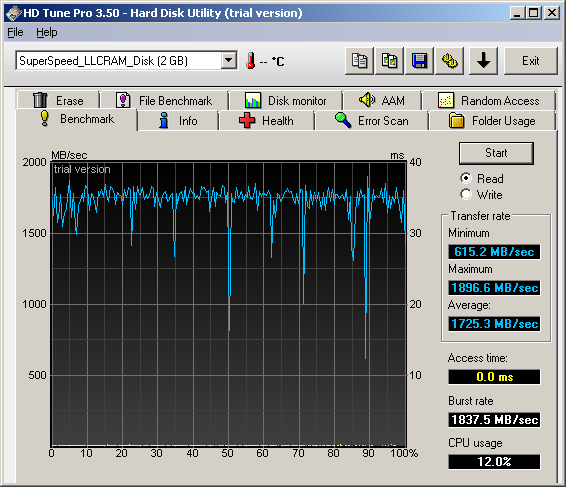 HD Tune Pro 3.50 - Hard Disk Utility (trial version)
File Help
SuperSpeed_LLCRAM_Disk (2 GB)
-- °C
Exit
Erase File Benchmark Disk monitor AAM Random Access
Benchmark Info Health Error Scan Folder Usage
MB/sec ms
trial version
2000 40
1500 30
1000 20
500 10
0 10 20 30 40 50 60 70 80 90 100%
Start
Read
Write
Transfer rate
Minimum
615.2 MB/sec
Maximum
1896.6 MB/sec
Average:
1725.3 MB/sec
Access time:
0.0 ms
Burst rate
1837.5 MB/sec
CPU usage
12.0%